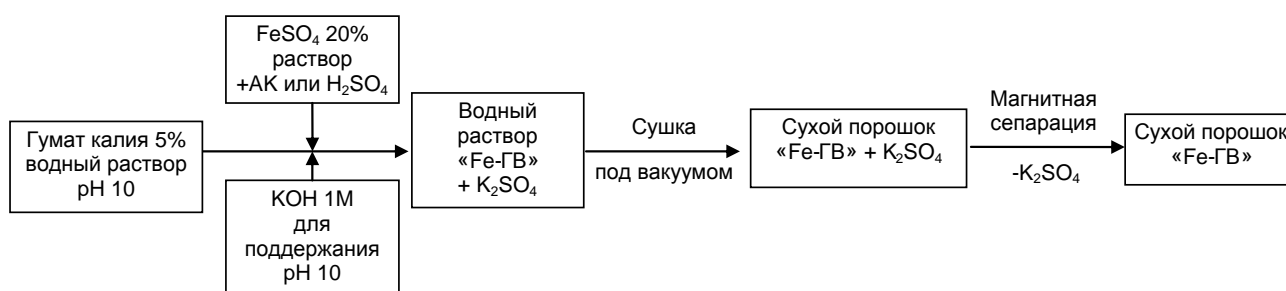 FeSO₄ 20%
раствор
+АК или H₂SO₄
Гумат калия 5%
водный раствор
pH 10
KOH 1M
для
поддержания
pH 10
Водный
раствор
«Fe-ГВ»
+ K₂SO₄
Сушка
под вакуумом
Сухой порошок
«Fe-ГВ» + K₂SO₄
Магнитная
сепарация
-K₂SO₄
Сухой порошок
«Fe-ГВ»